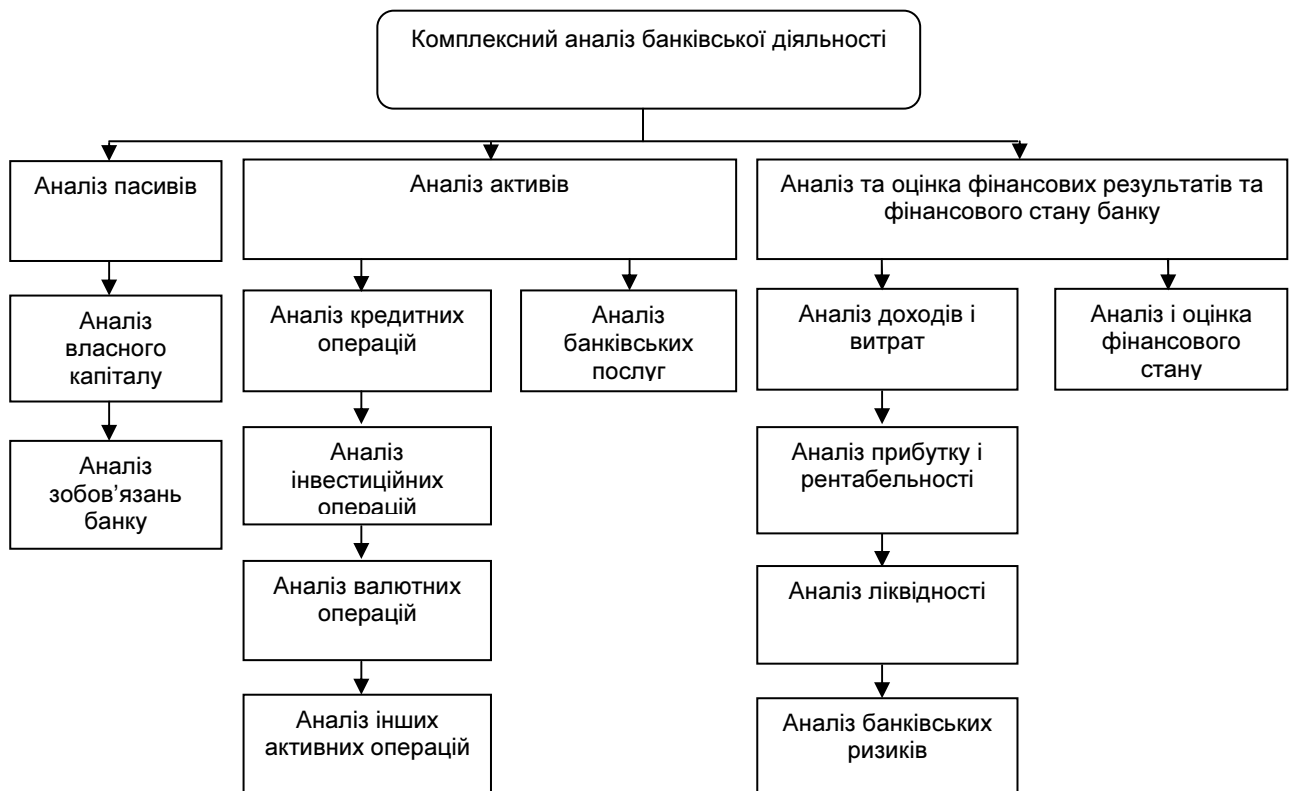 Комплексний аналіз банківської діяльності
Аналіз пасивів
Аналіз активів
Аналіз та оцінка фінансових результатів та
фінансового стану банку
Аналіз
власного
капіталу
Аналіз кредитних
операцій
Аналіз
банківських
послуг
Аналіз доходів і
витрат
Аналіз і оцінка
фінансового
стану
Аналіз
зобов’язань
банку
Аналіз
інвестиційних
операцій
Аналіз прибутку і
рентабельності
Аналіз валютних
операцій
Аналіз ліквідності
Аналіз інших
активних операцій
Аналіз банківських
ризиків